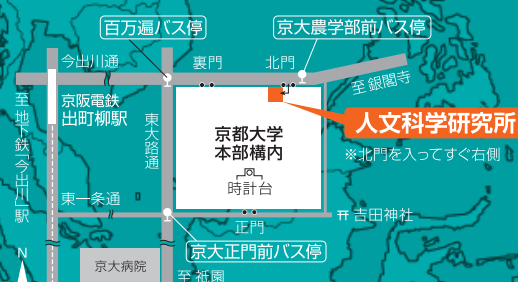 百万遍バス停
京大農学部前バス停
今出川通
裏門
北門
至 銀閣寺
京阪電鉄
出町柳駅
至 地下鉄「今出川」駅
東大路通
京都大学
本部構内
時計台
人文科学研究所
※北門を入ってすぐ右側
東一条通
正門
吉田神社
京大正門前バス停
N
京大病院
至 祇園